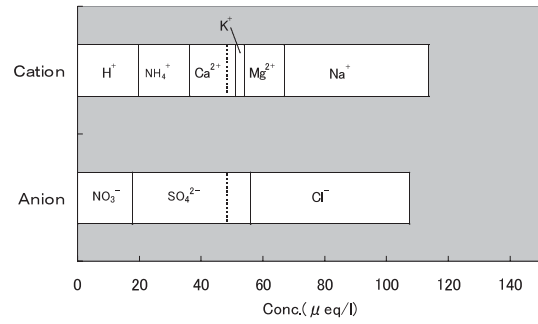 K⁺
Cation
H⁺ NH₄⁺ Ca²⁺ Mg²⁺ Na⁺
Anion
NO₃⁻ SO₄²⁻ Cl⁻
0 20 40 60 80 100 120 140
Conc.(μ eq/l)